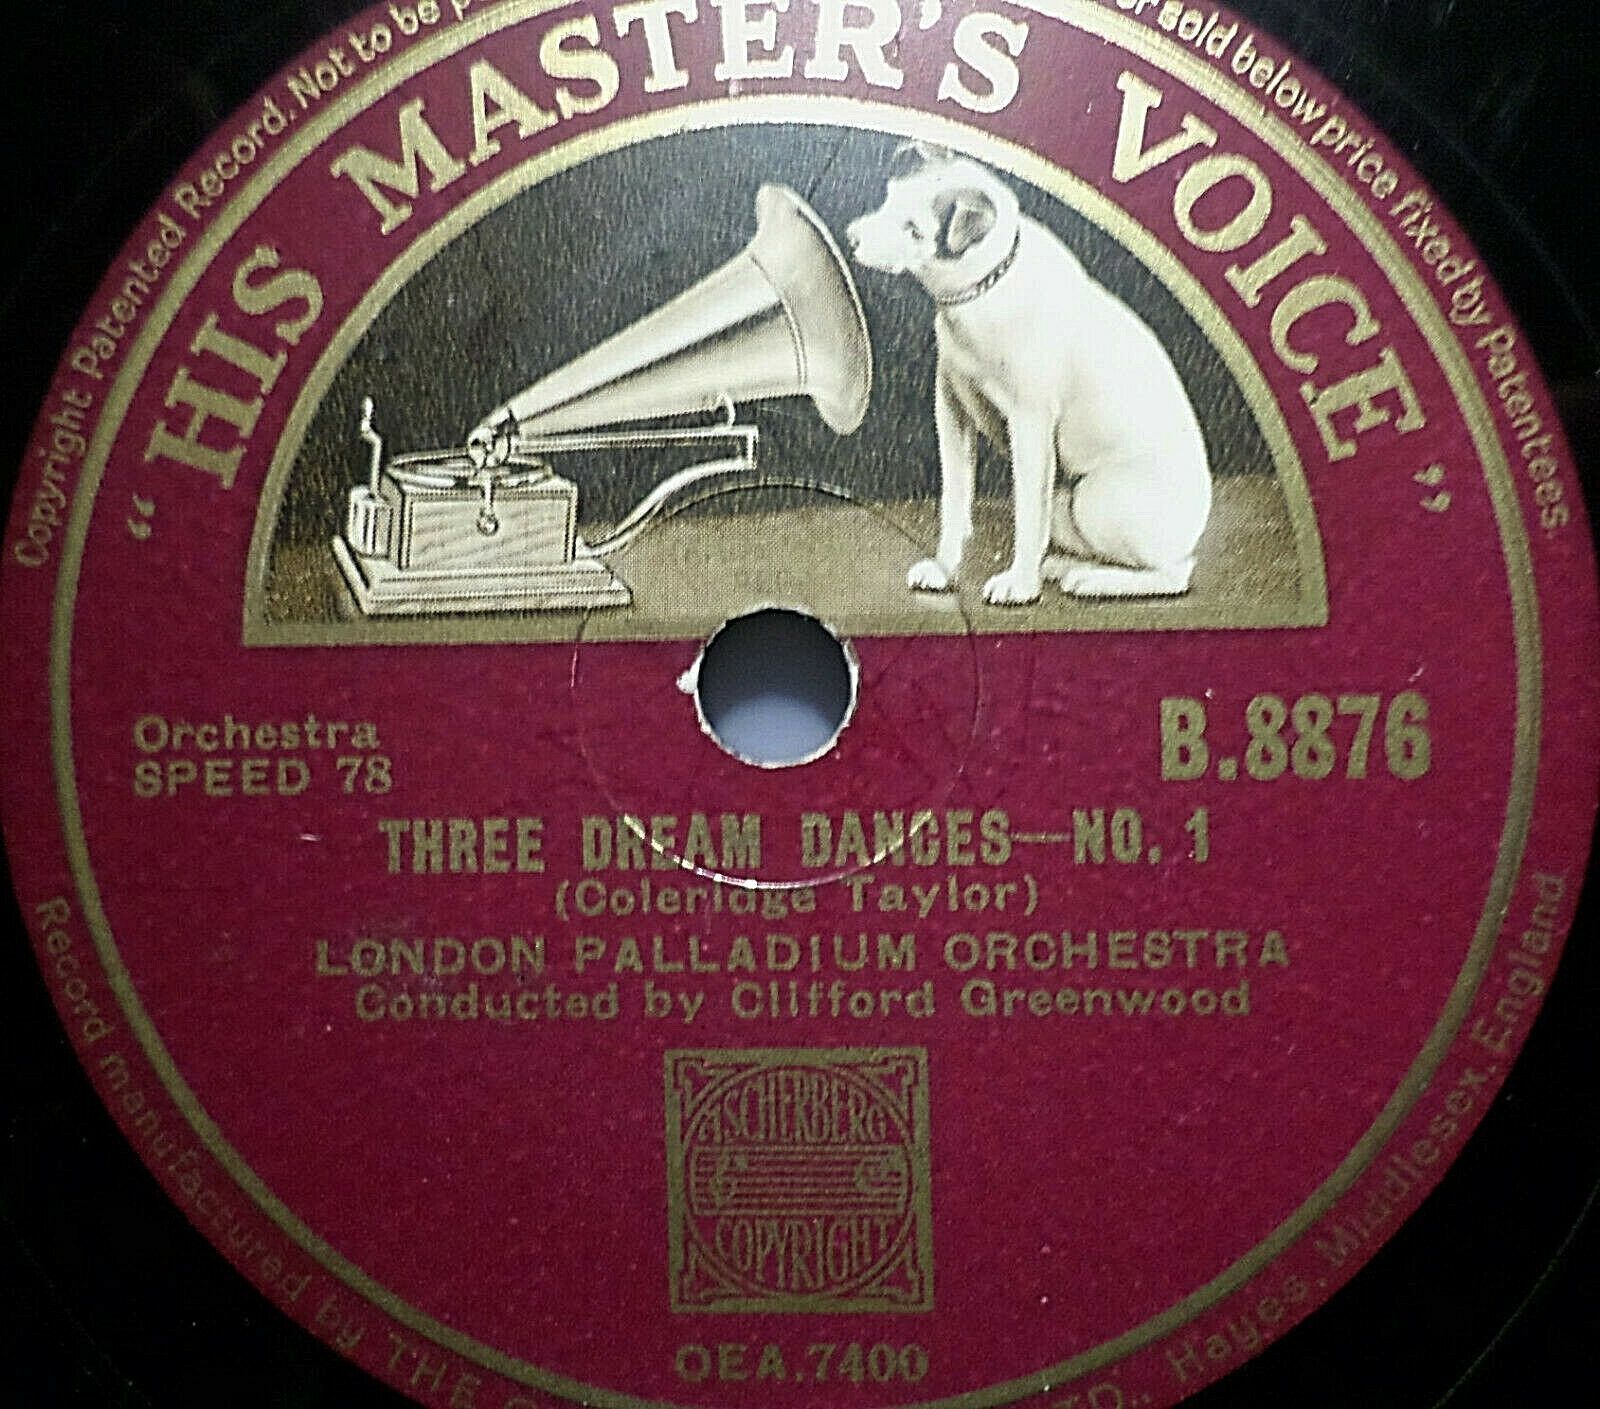 Copyright Patented Record. Not to be
or sold below price fixed by Patentees.
“HIS MASTER'S VOICE”
Orchestra
SPEED 78
B.8876
THREE DREAM DANCES—NO. 1
(Coleridge Taylor)
LONDON PALLADIUM ORCHESTRA
Conducted by Clifford Greenwood
ASCHERBERG
COPYRIGHT
OEA.7400
Record manufactured by THE
LTD., Hayes, Middlesex, England